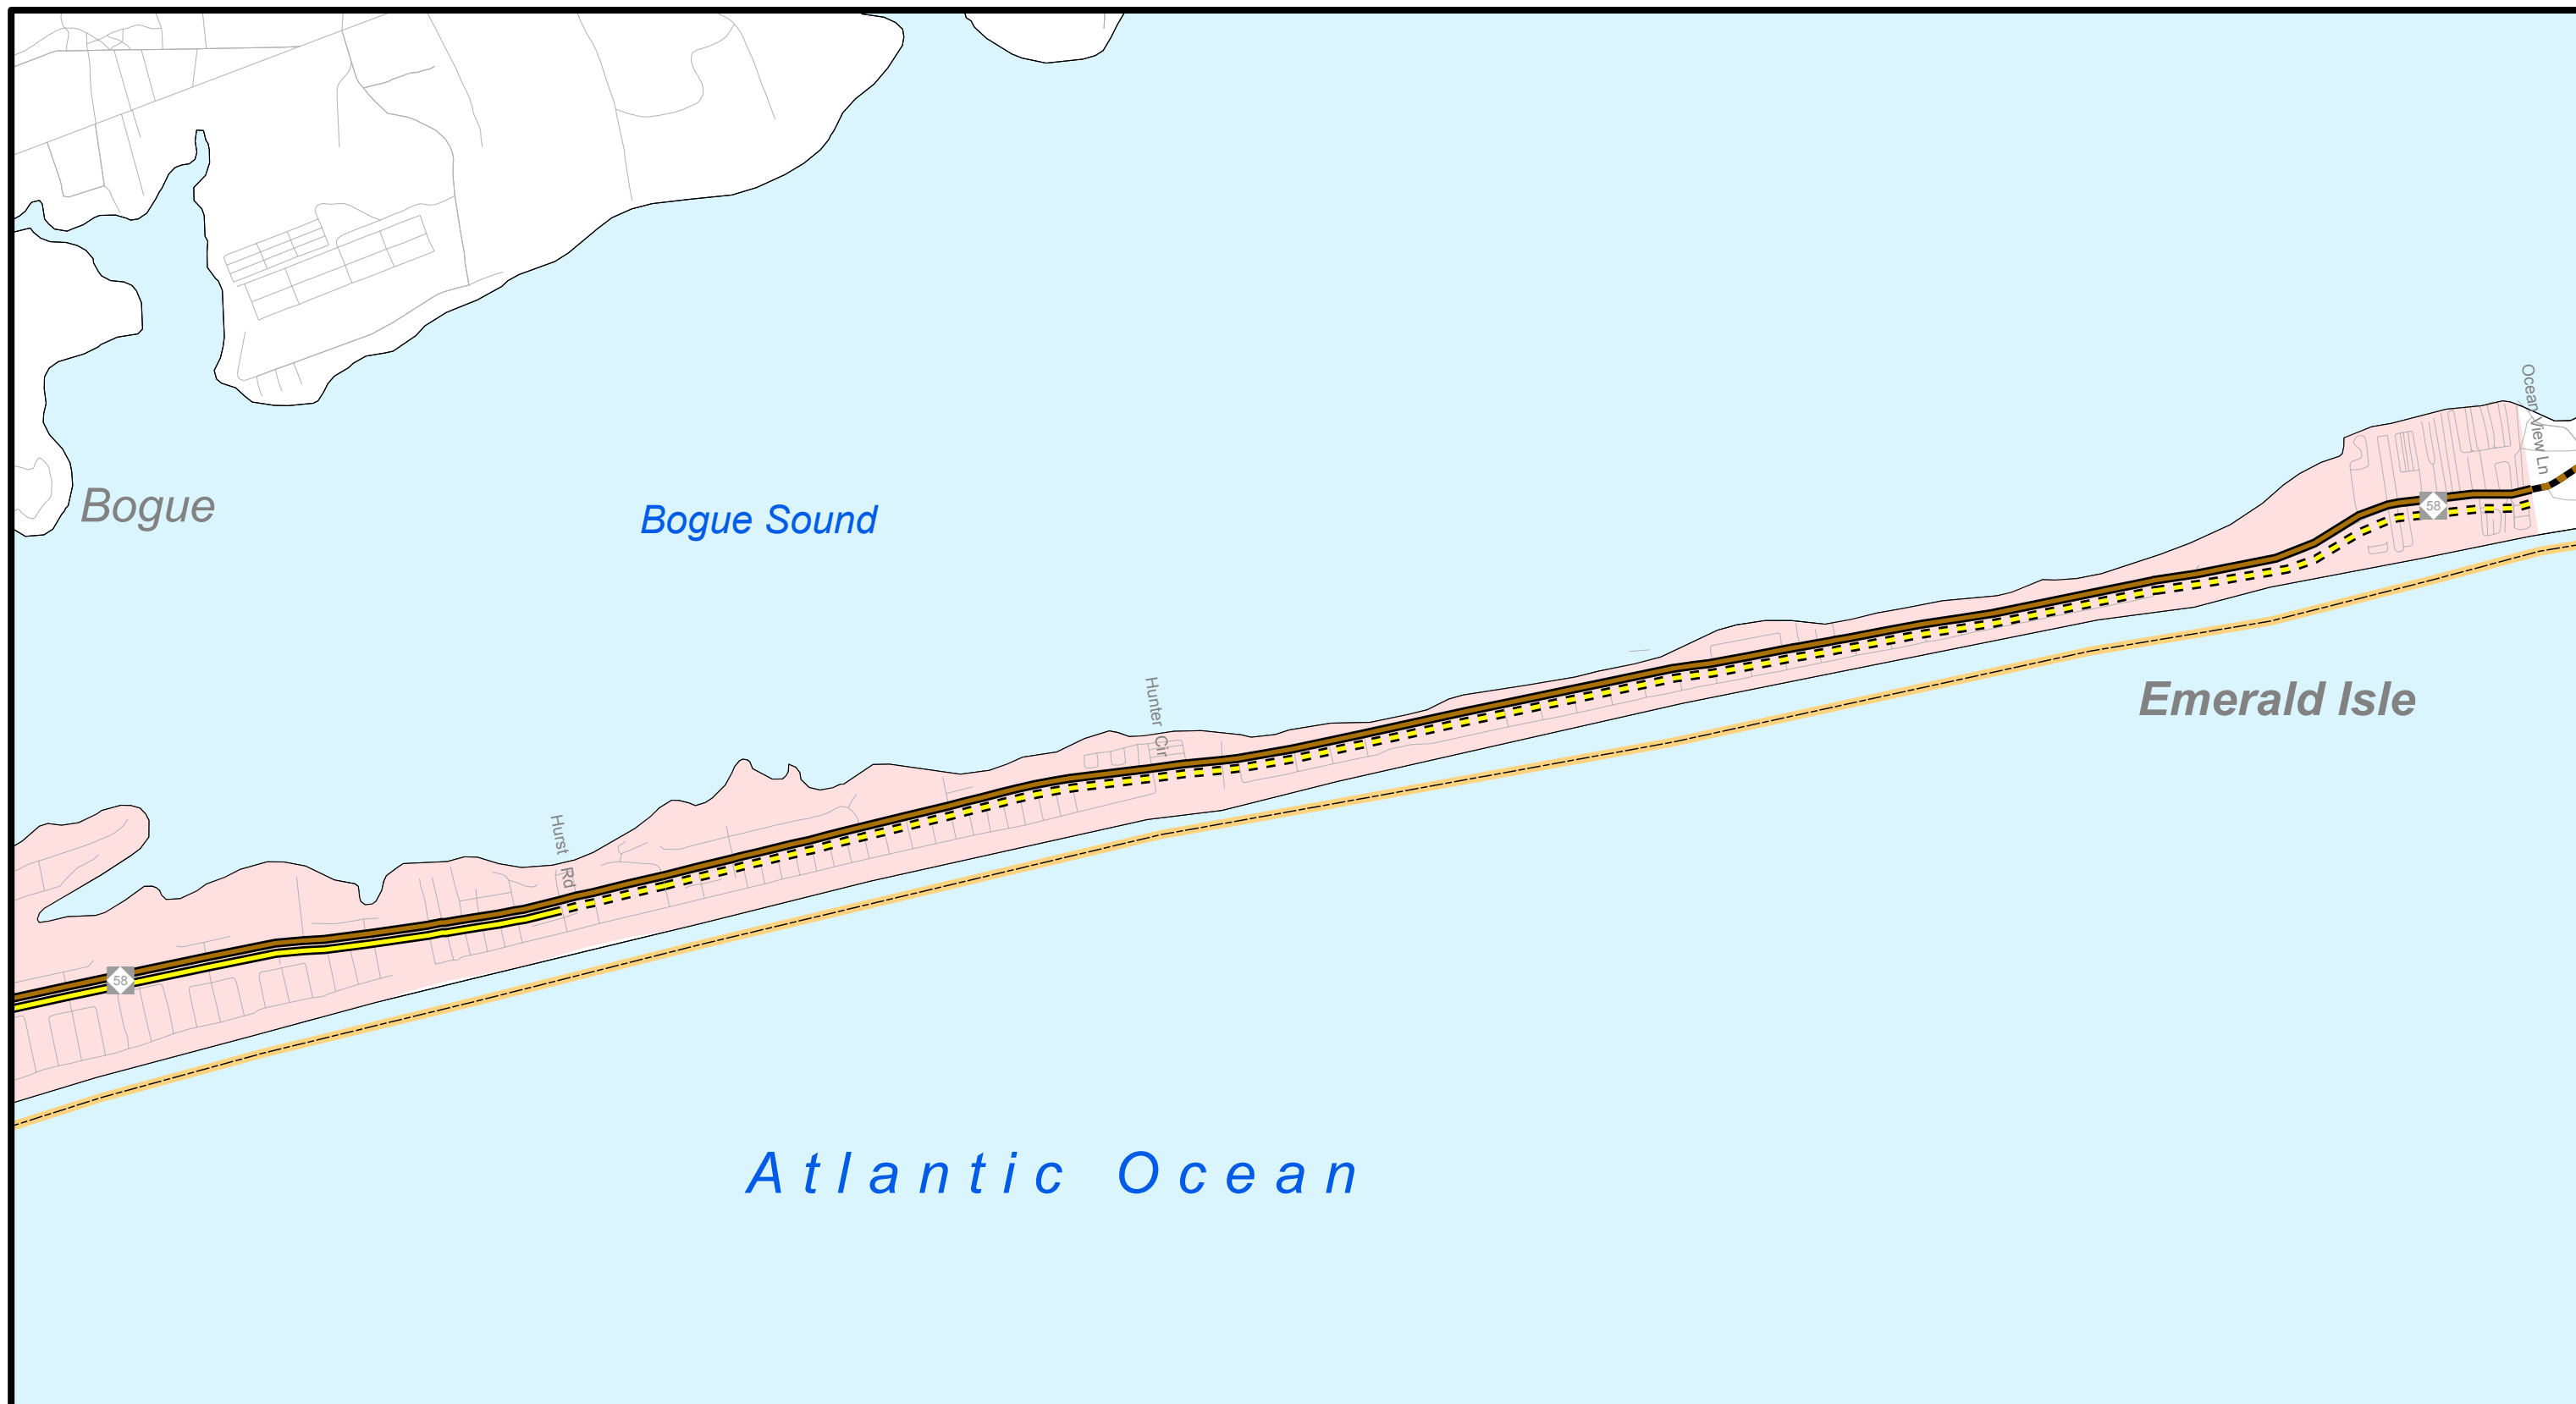 Ocean View Ln
Bogue
Bogue Sound
58
Emerald Isle
Hunter Cir
Hurst Rd
58
Atlantic Ocean